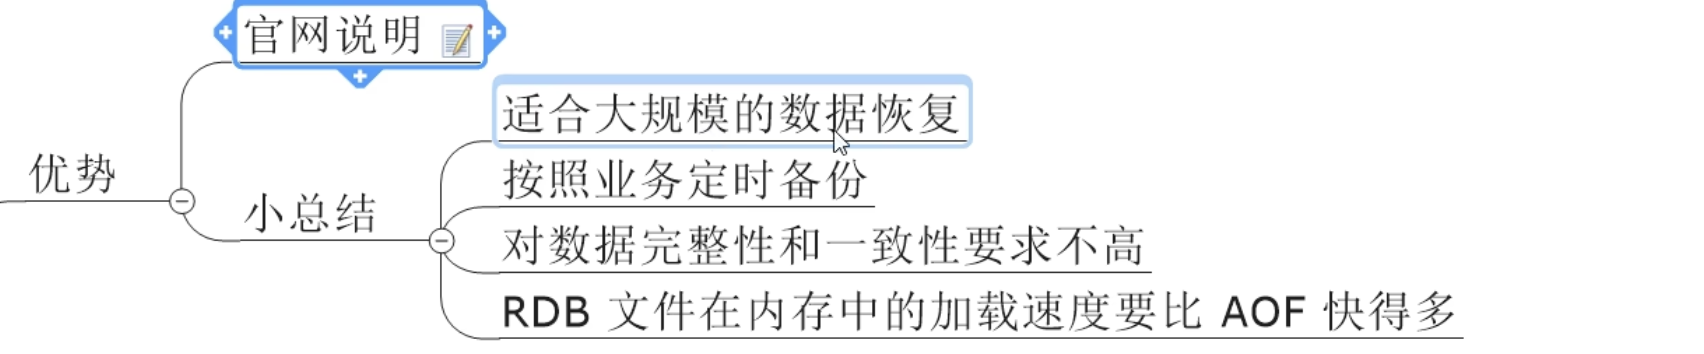 官网说明
适合大规模的数据恢复
优势
按照业务定时备份
小总结
对数据完整性和一致性要求不高
RDB 文件在内存中的加载速度要比 AOF 快得多